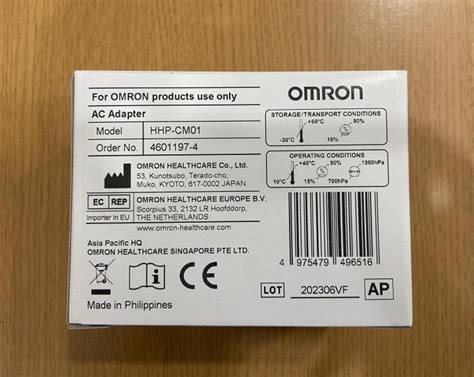 For OMRON products use only
AC Adapter
Model HHP-CM01
Order No. 4601197-4
OMRON HEALTHCARE Co., Ltd.
53, Kunotsubo, Terado-cho,
Muko, KYOTO, 617-0002 JAPAN
EC REP
OMRON HEALTHCARE EUROPE B.V.
Scorpius 33, 2132 LR Hoofddorp,
Importer In EU THE NETHERLANDS
www.omron-healthcare.com
Asia Pacific HQ
OMRON HEALTHCARE SINGAPORE PTE LTD.
CE
Made in Philippines
OMRON
STORAGE/TRANSPORT CONDITIONS
+60°C 90%
-20°C 10%
OPERATING CONDITIONS
+40°C 90% 1060hPa
10°C 15% 700hPa
4 975479 496516
LOT 202306VF AP